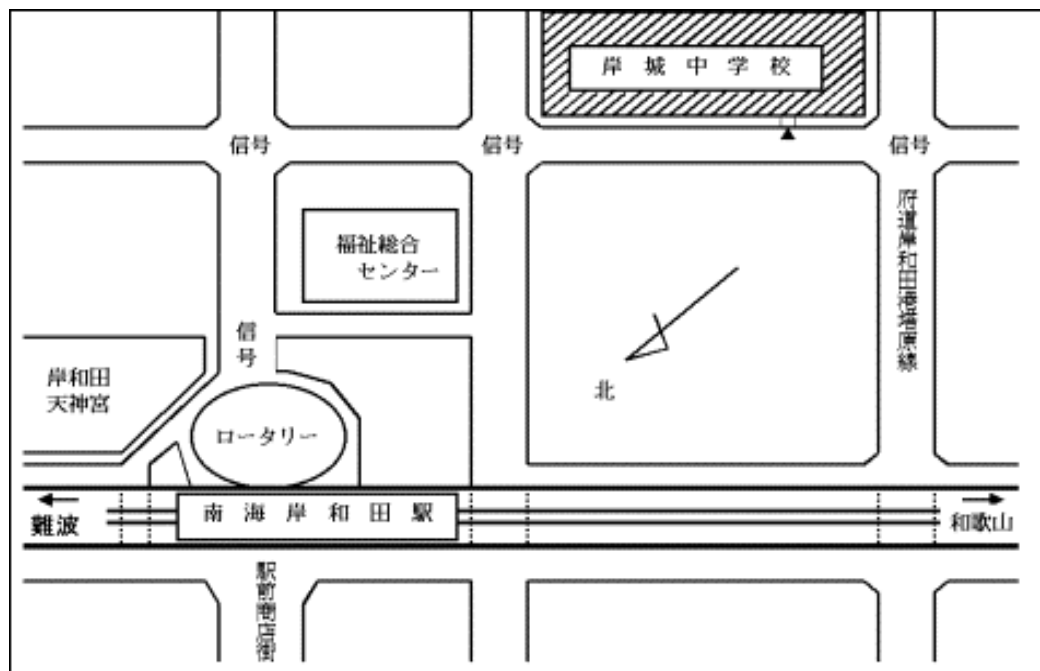 岸城中学校
信号
信号
信号
福祉総合
センター
府道岸和田港塔原線
信号
岸和田
天神宮
北
ロータリー
難波
南海岸和田駅
和歌山
駅前商店街